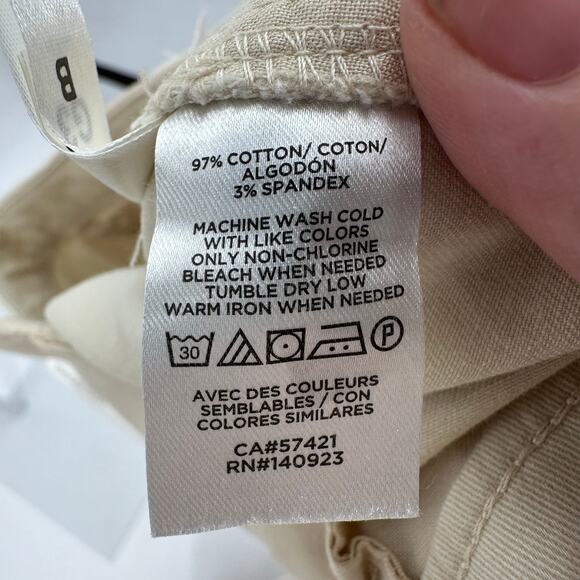 B
97% COTTON/ COTON/
ALGODÓN
3% SPANDEX
MACHINE WASH COLD
WITH LIKE COLORS
ONLY NON-CHLORINE
BLEACH WHEN NEEDED
TUMBLE DRY LOW
WARM IRON WHEN NEEDED
30 P
AVEC DES COULEURS
SEMBLABLES / CON
COLORES SIMILARES
CA#57421
RN#140923